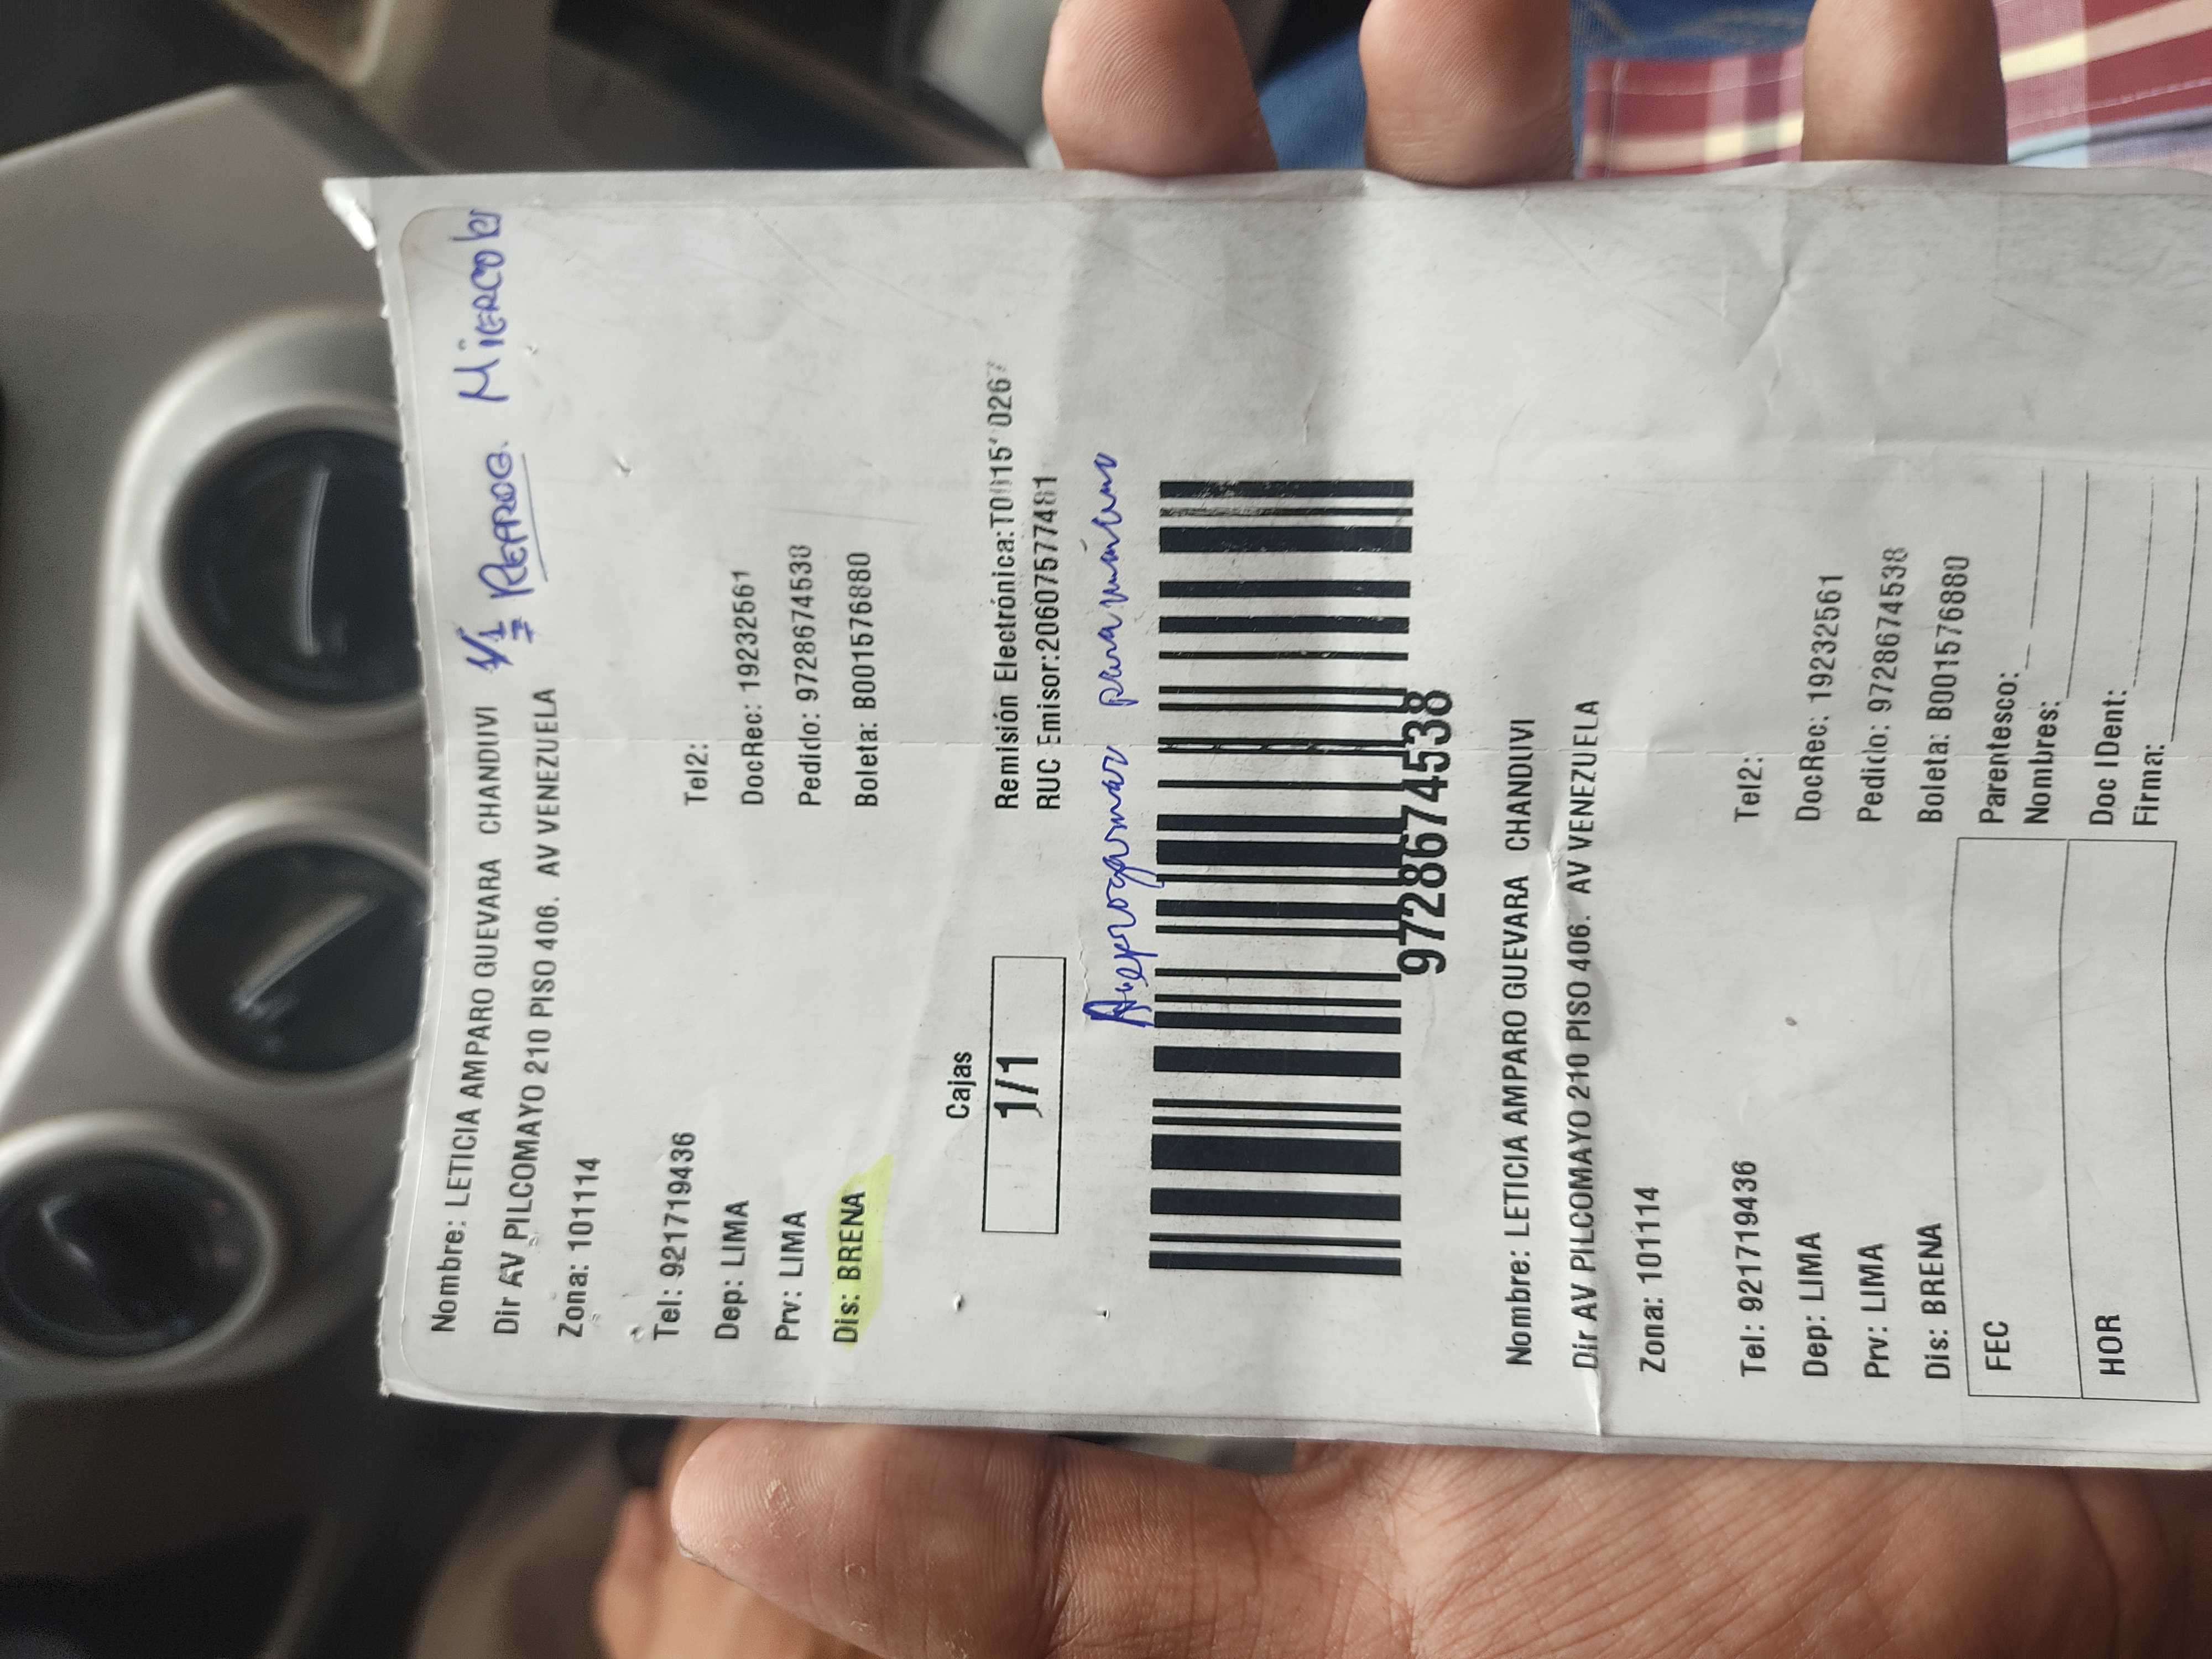 Nombre: LETICIA AMPARO GUEVARA CHANDUVI 1/1 REPROG. MIERCOLES
Dir AV PILCOMAYO 210 PISO 406. AV VENEZUELA
Zona: 101114
Tel: 921719436 Tel2:
Dep: LIMA DocRec: 19232561
Prv: LIMA Pedido: 9728674538
Dis: BRENA Boleta: B001576880
Cajas
1/1
Remisión Electrónica:T0015 0267
RUC Emisor:20607577481
Reprogramar para
9728674538
Nombre: LETICIA AMPARO GUEVARA CHANDUVI
Dir AV PILCOMAYO 210 PISO 406. AV VENEZUELA
Zona: 101114
Tel: 921719436 Tel2:
Dep: LIMA DocRec: 19232561
Prv: LIMA Pedido: 9728674538
Dis: BRENA Boleta: B001576880
FEC Parentesco:
Nombres:
HOR Doc IDent:
Firma: